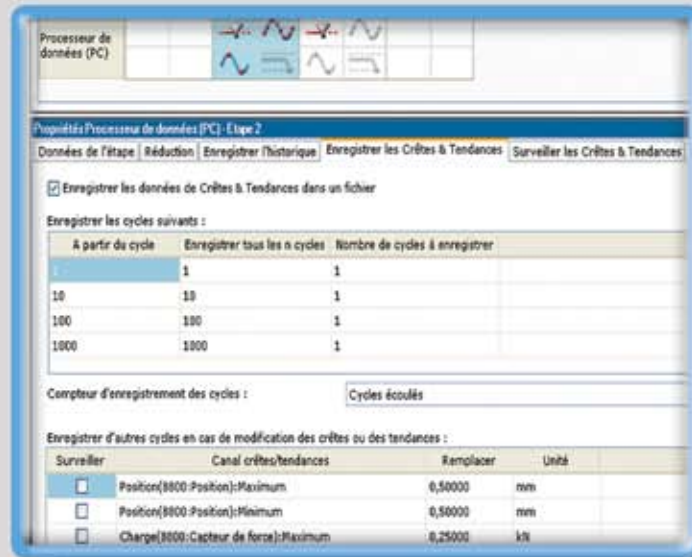 Processeur de
données (PC)
Propriétés Processeur de données (PC) - Etape 2
Données de l'étape Réduction Enregistrer l'historique Enregistrer les Crêtes & Tendances Surveiller les Crêtes & Tendances
Enregistrer les données de Crêtes & Tendances dans un fichier
Enregistrer les cycles suivants :
A partir du cycle Enregistrer tous les n cycles Nombre de cycles à enregistrer
1 1 1
10 10 1
100 100 1
1000 1000 1
Compteur d'enregistrement des cycles : Cycles écoulés
Enregistrer d'autres cycles en cas de modification des crêtes ou des tendances :
Surveiller Canal crêtes/tendances Remplacer Unité
Position(8800:Position):Maximum 0,50000 mm
Position(8800:Position):Minimum 0,50000 mm
Charge(8800:Capteur de force):Maximum 0,25000 kN